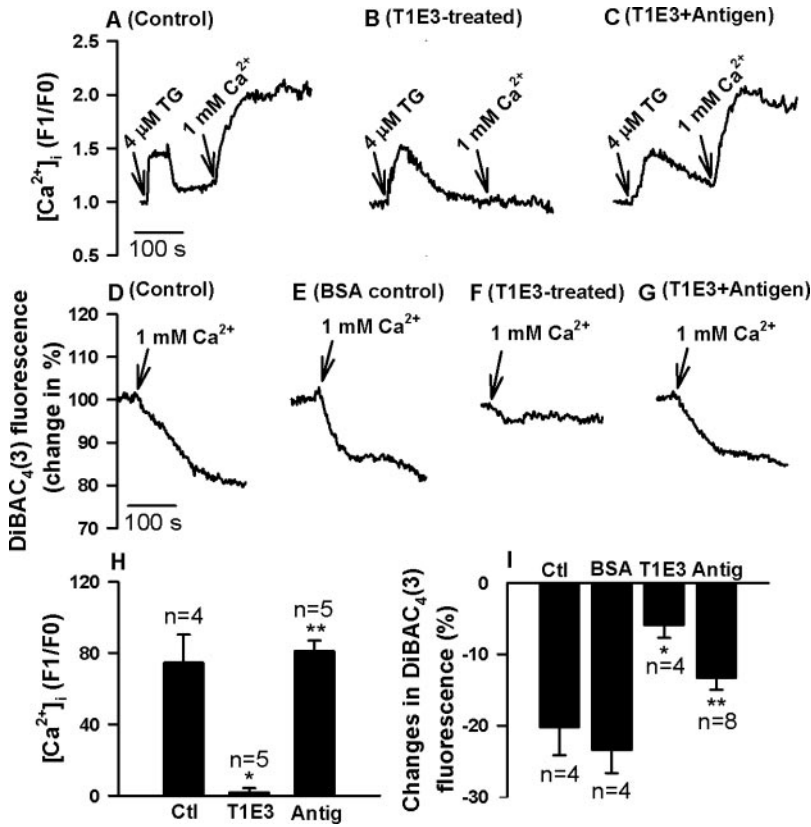 A (Control)
B (T1E3-treated)
C (T1E3+Antigen)
[Ca²⁺]ᵢ (F1/F0)
2.5
2.0
1.5
1.0
0.5
4 μM TG
1 mM Ca²⁺
4 μM TG
1 mM Ca²⁺
4 μM TG
1 mM Ca²⁺
100 s
D (Control)
E (BSA control)
F (T1E3-treated)
G (T1E3+Antigen)
DiBAC₄(3) fluorescence
(change in %)
120
110
100
90
80
70
1 mM Ca²⁺
1 mM Ca²⁺
1 mM Ca²⁺
1 mM Ca²⁺
100 s
H
[Ca²⁺]ᵢ (F1/F0)
120
80
40
0
n=4
n=5
*
n=5
**
Ctl T1E3 Antig
I
Ctl BSA T1E3 Antig
Changes in DiBAC₄(3)
fluorescence (%)
0
-10
-20
-30
n=4
n=4
*
n=4
**
n=8